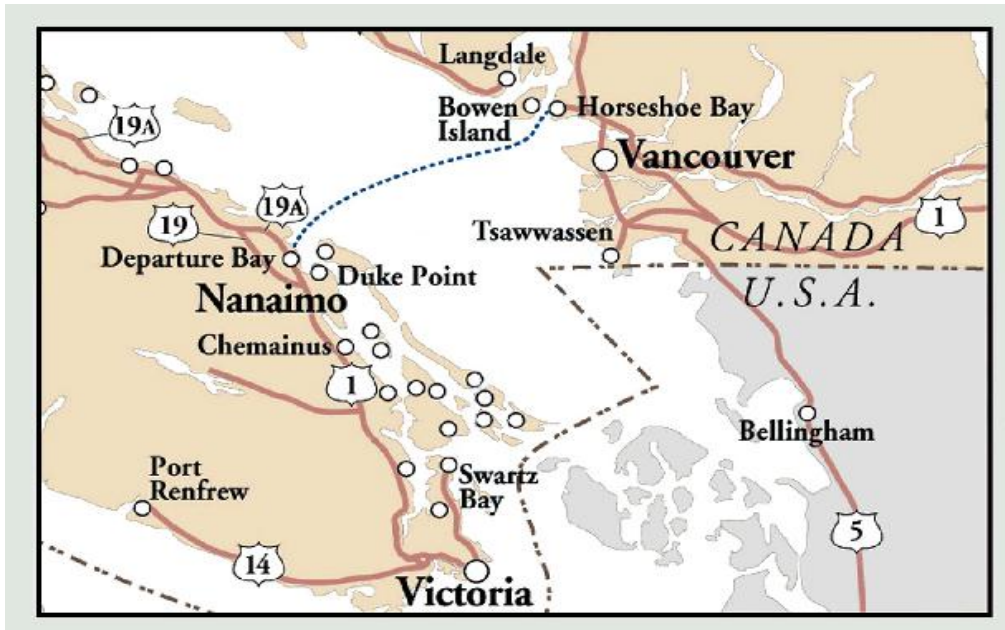 Langdale
Bowen
Island
Horseshoe Bay
19A
Vancouver
19A
19
Tsawwassen
1
CANADA
Departure Bay
Duke Point
U.S.A.
Nanaimo
Chemainus
1
Bellingham
Port
Renfrew
Swartz
Bay
5
14
Victoria